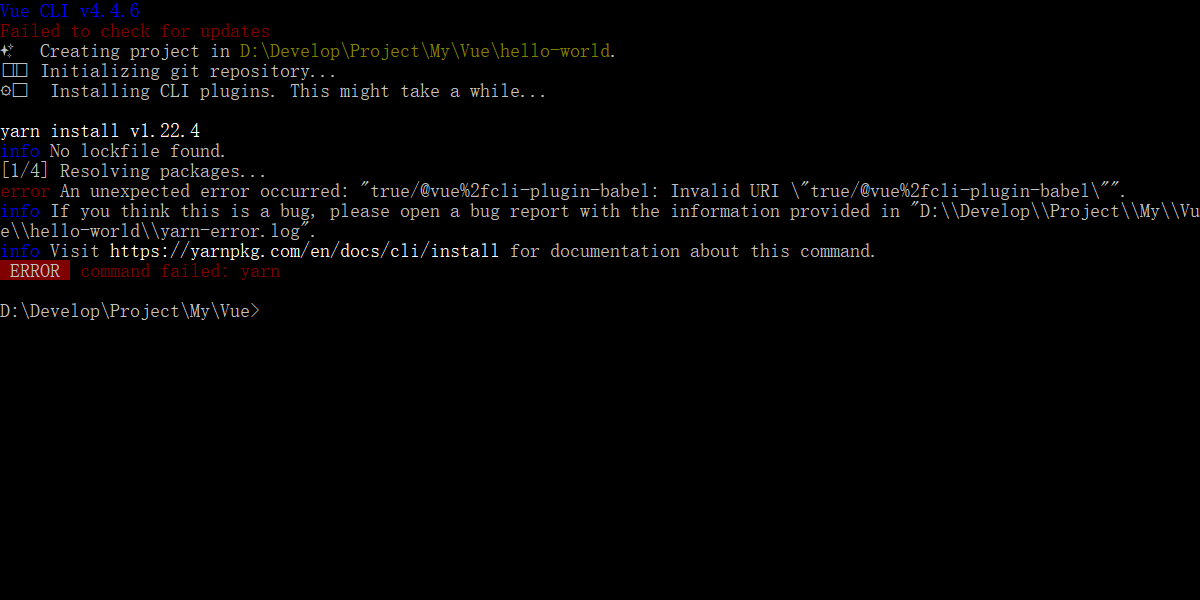 Vue CLI v4.4.6
Failed to check for updates
✨  Creating project in D:\Develop\Project\My\Vue\hello-world.
□□ Initializing git repository...
⚙□  Installing CLI plugins. This might take a while...
yarn install v1.22.4
info No lockfile found.
[1/4] Resolving packages...
error An unexpected error occurred: "true/@vue%2fcli-plugin-babel: Invalid URI \"true/@vue%2fcli-plugin-babel\"".
info If you think this is a bug, please open a bug report with the information provided in "D:\\Develop\\Project\\My\\Vu
e\\hello-world\\yarn-error.log".
info Visit https://yarnpkg.com/en/docs/cli/install for documentation about this command.
ERROR  command failed: yarn
D:\Develop\Project\My\Vue>